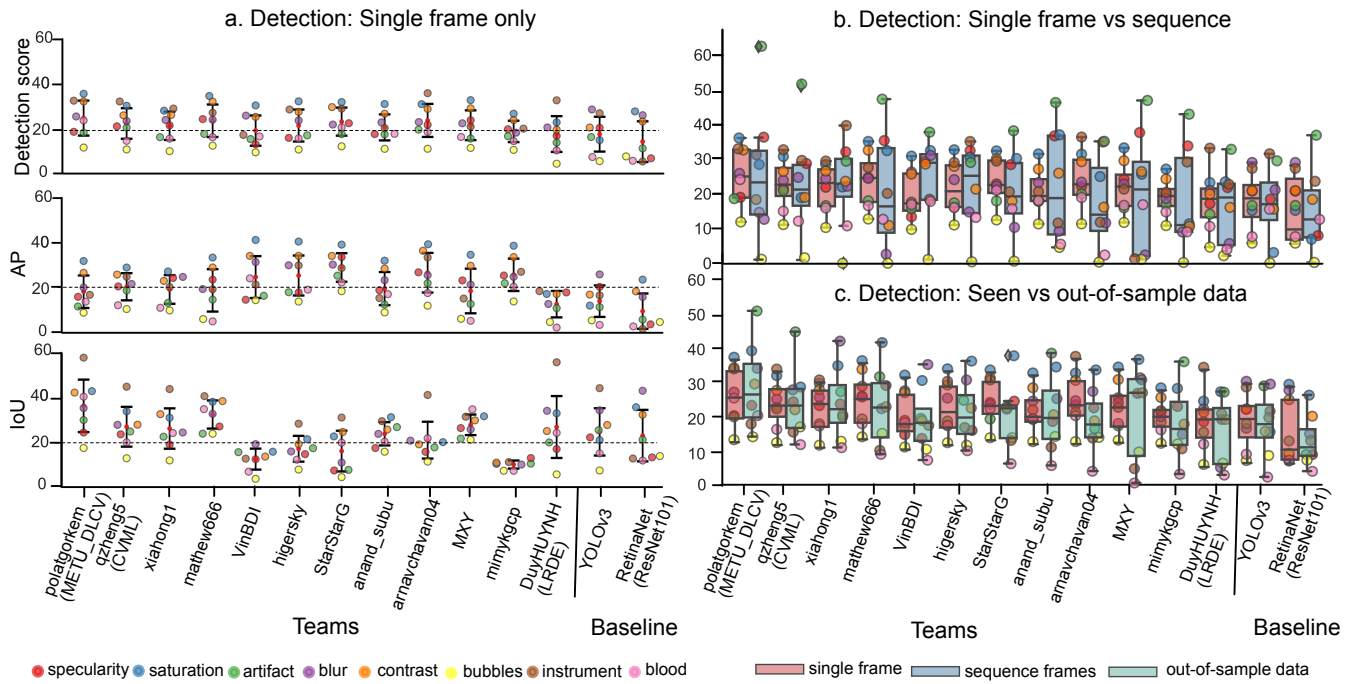 a. Detection: Single frame only
Detection score
60
40
20
0
AP
60
40
20
0
IoU
60
40
20
0
b. Detection: Single frame vs sequence
60
50
40
30
20
10
0
c. Detection: Seen vs out-of-sample data
60
50
40
30
20
10
0
polatgorkem
(METU_DLCV)
qzheng5
(CVML)
xiahong1
mathew666
VinBDI
higersky
StarStarG
anand_subu
arnavchavan04
MXY
mimykgcp
DuyHUYNH
(LRDE)
YOLOv3
RetinaNet
(ResNet101)
polatgorkem
(METU_DLCV)
qzheng5
(CVML)
xiahong1
mathew666
VinBDI
higersky
StarStarG
anand_subu
arnavchavan04
MXY
mimykgcp
DuyHUYNH
(LRDE)
YOLOv3
RetinaNet
(ResNet101)
Teams
Baseline
Teams
Baseline
specularity saturation artifact blur contrast bubbles instrument blood
single frame sequence frames out-of-sample data